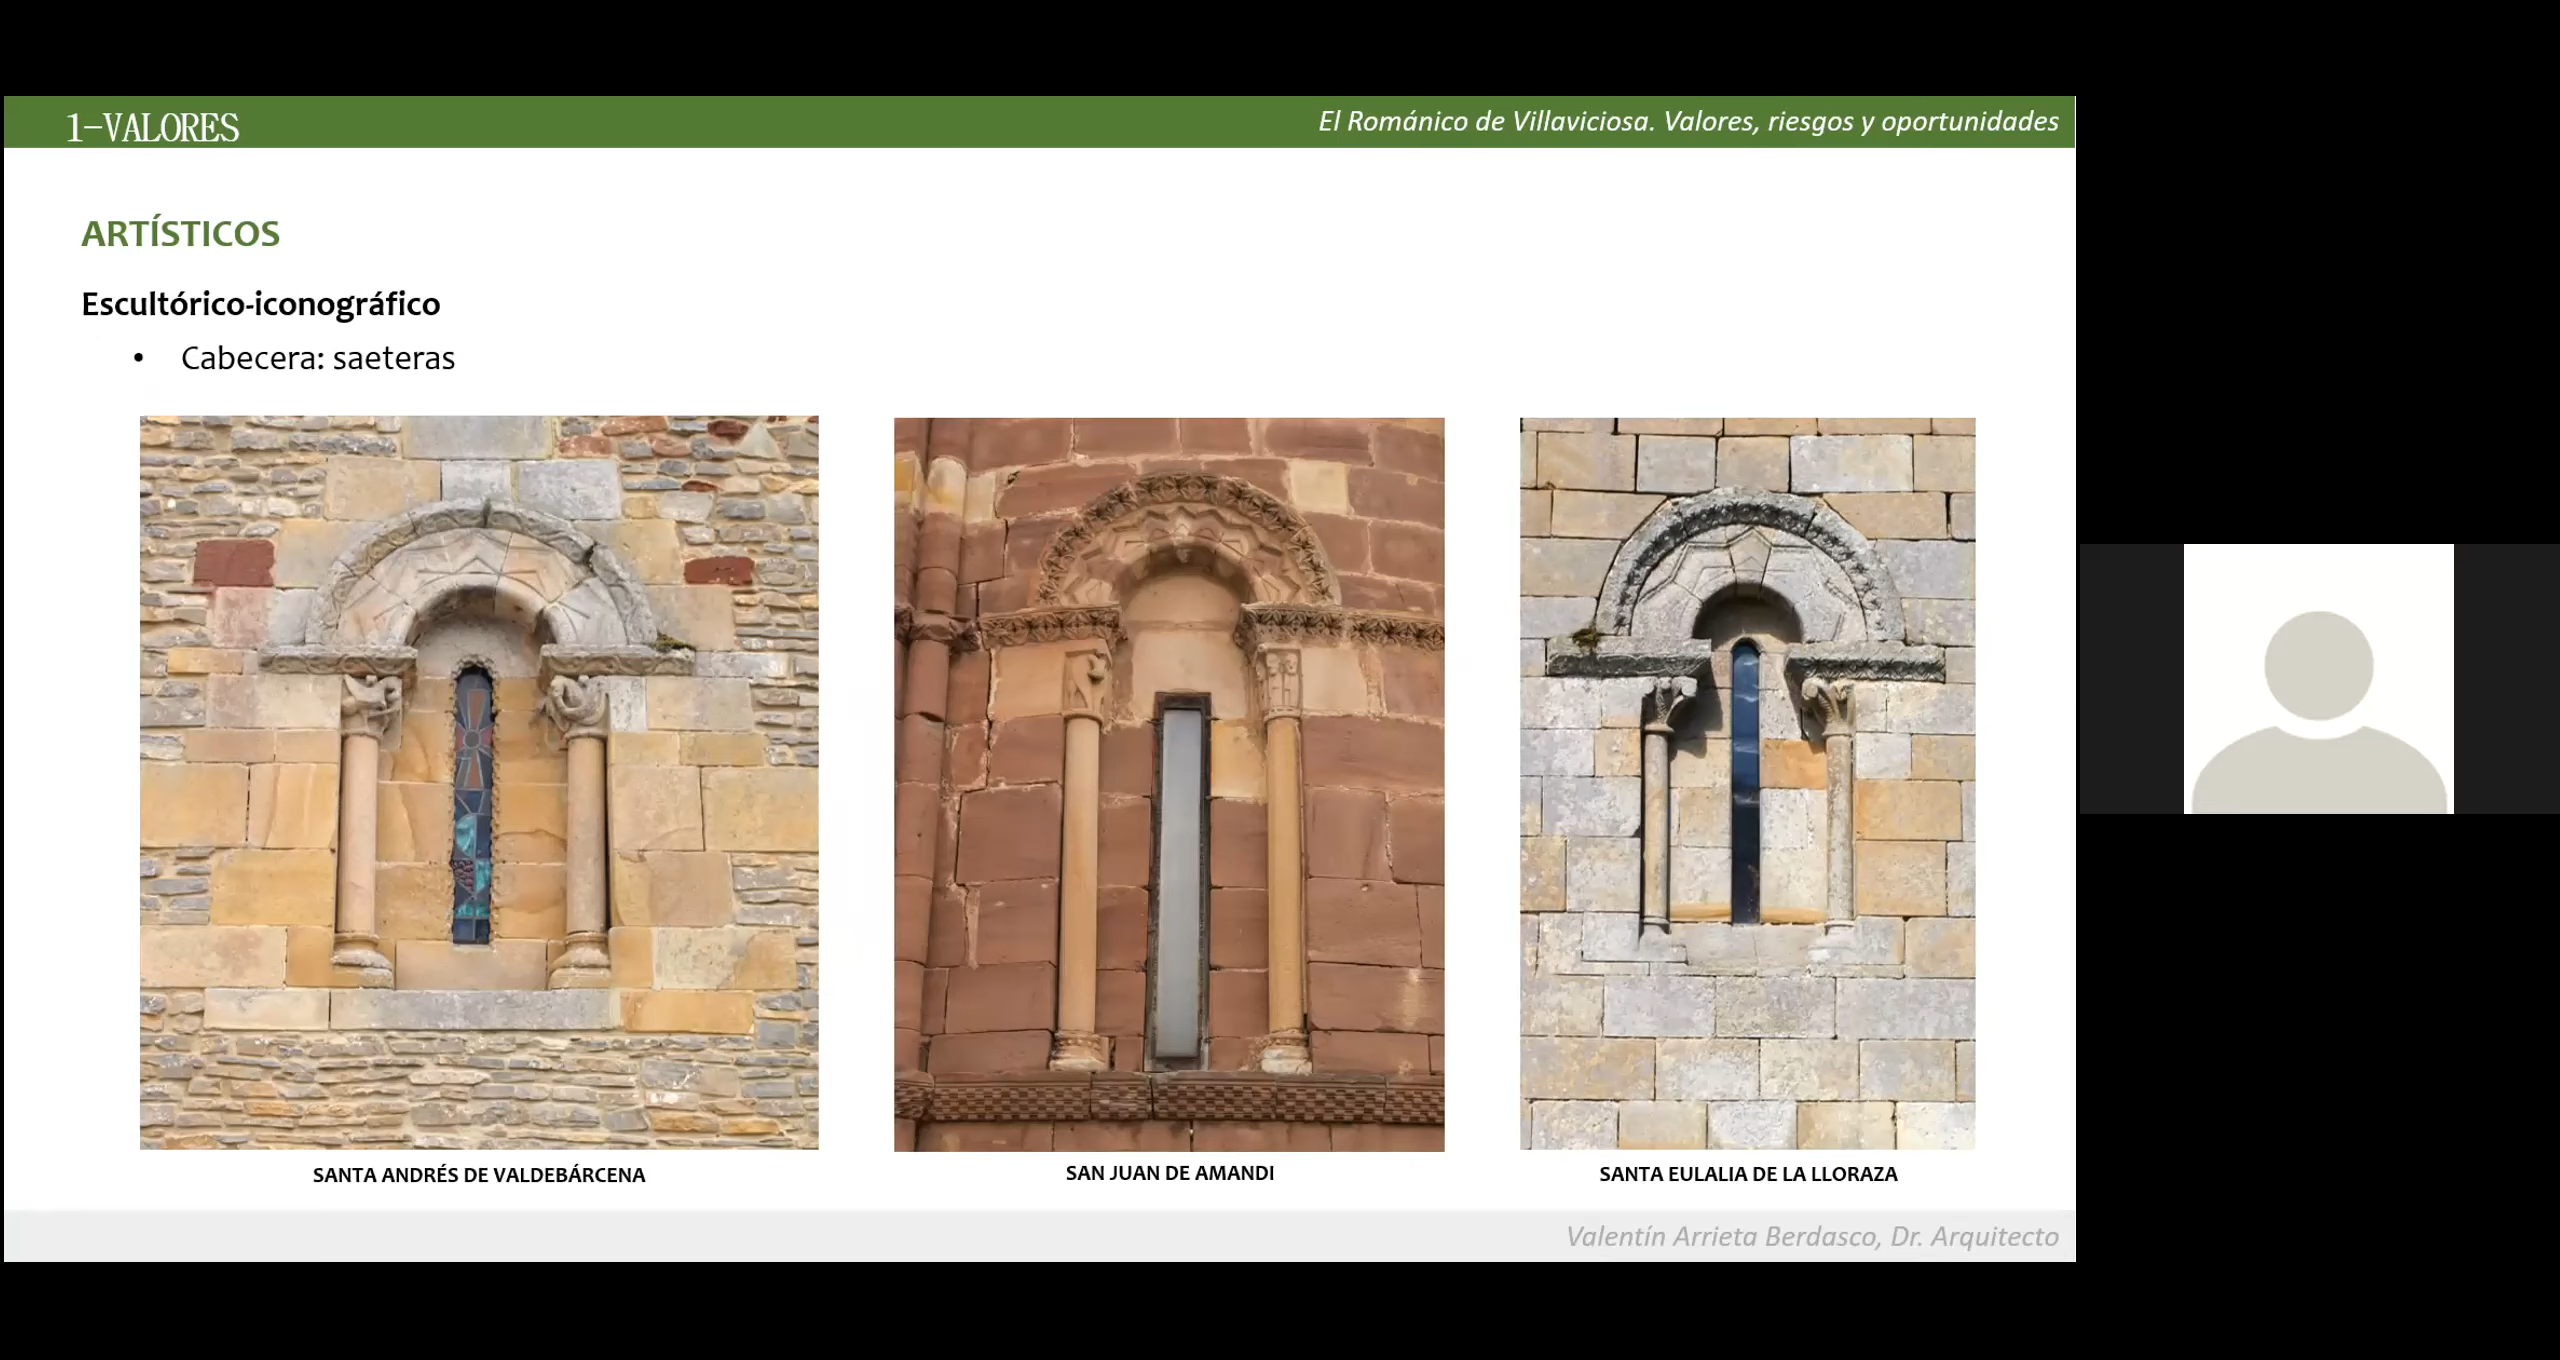 1-VALORES
El Románico de Villaviciosa. Valores, riesgos y oportunidades
ARTÍSTICOS
Escultórico-iconográfico
• Cabecera: saeteras
SANTA ANDRÉS DE VALDEBÁRCENA
SAN JUAN DE AMANDI
SANTA EULALIA DE LA LLORAZA
Valentín Arrieta Berdasco, Dr. Arquitecto